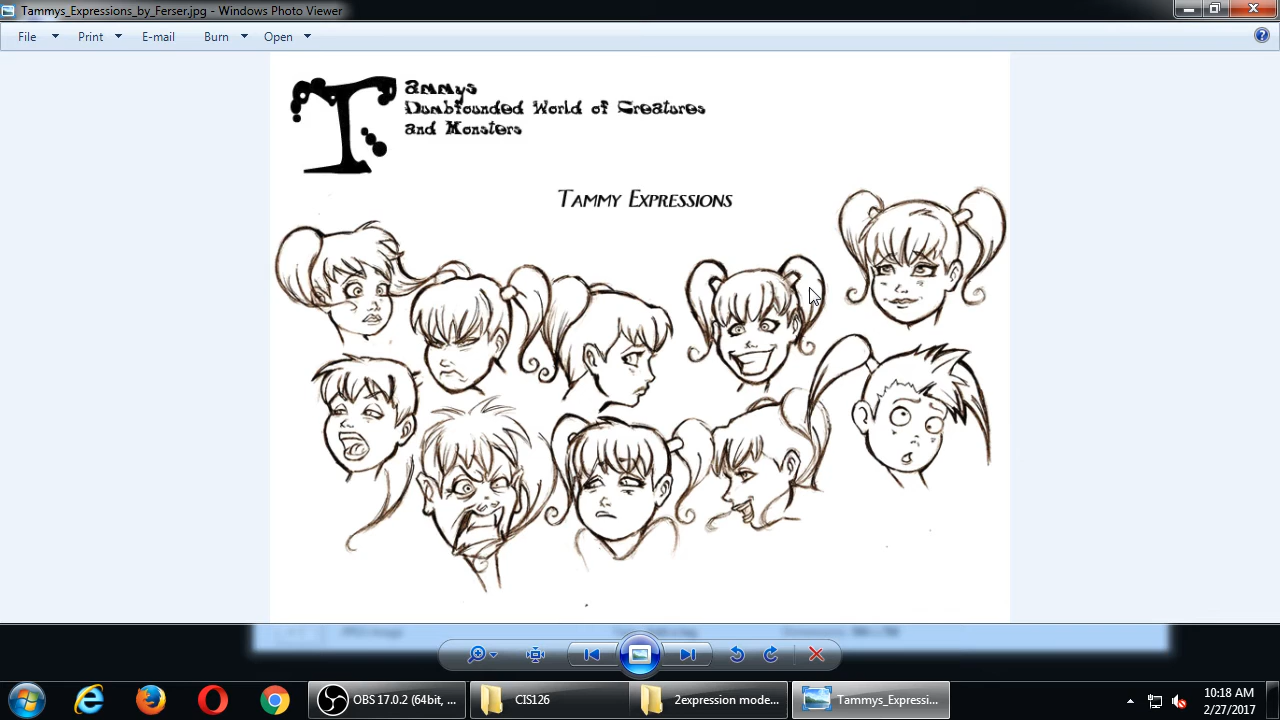 Tammys_Expressions_by_Ferser.jpg - Windows Photo Viewer
File Print E-mail Burn Open
Tammys
Dumbfounded World of Creatures
and Monsters
Tammy Expressions
OBS 17.0.2 (64bit, ... CIS126 2expression mode... Tammys_Expressi...
10:18 AM
2/27/2017